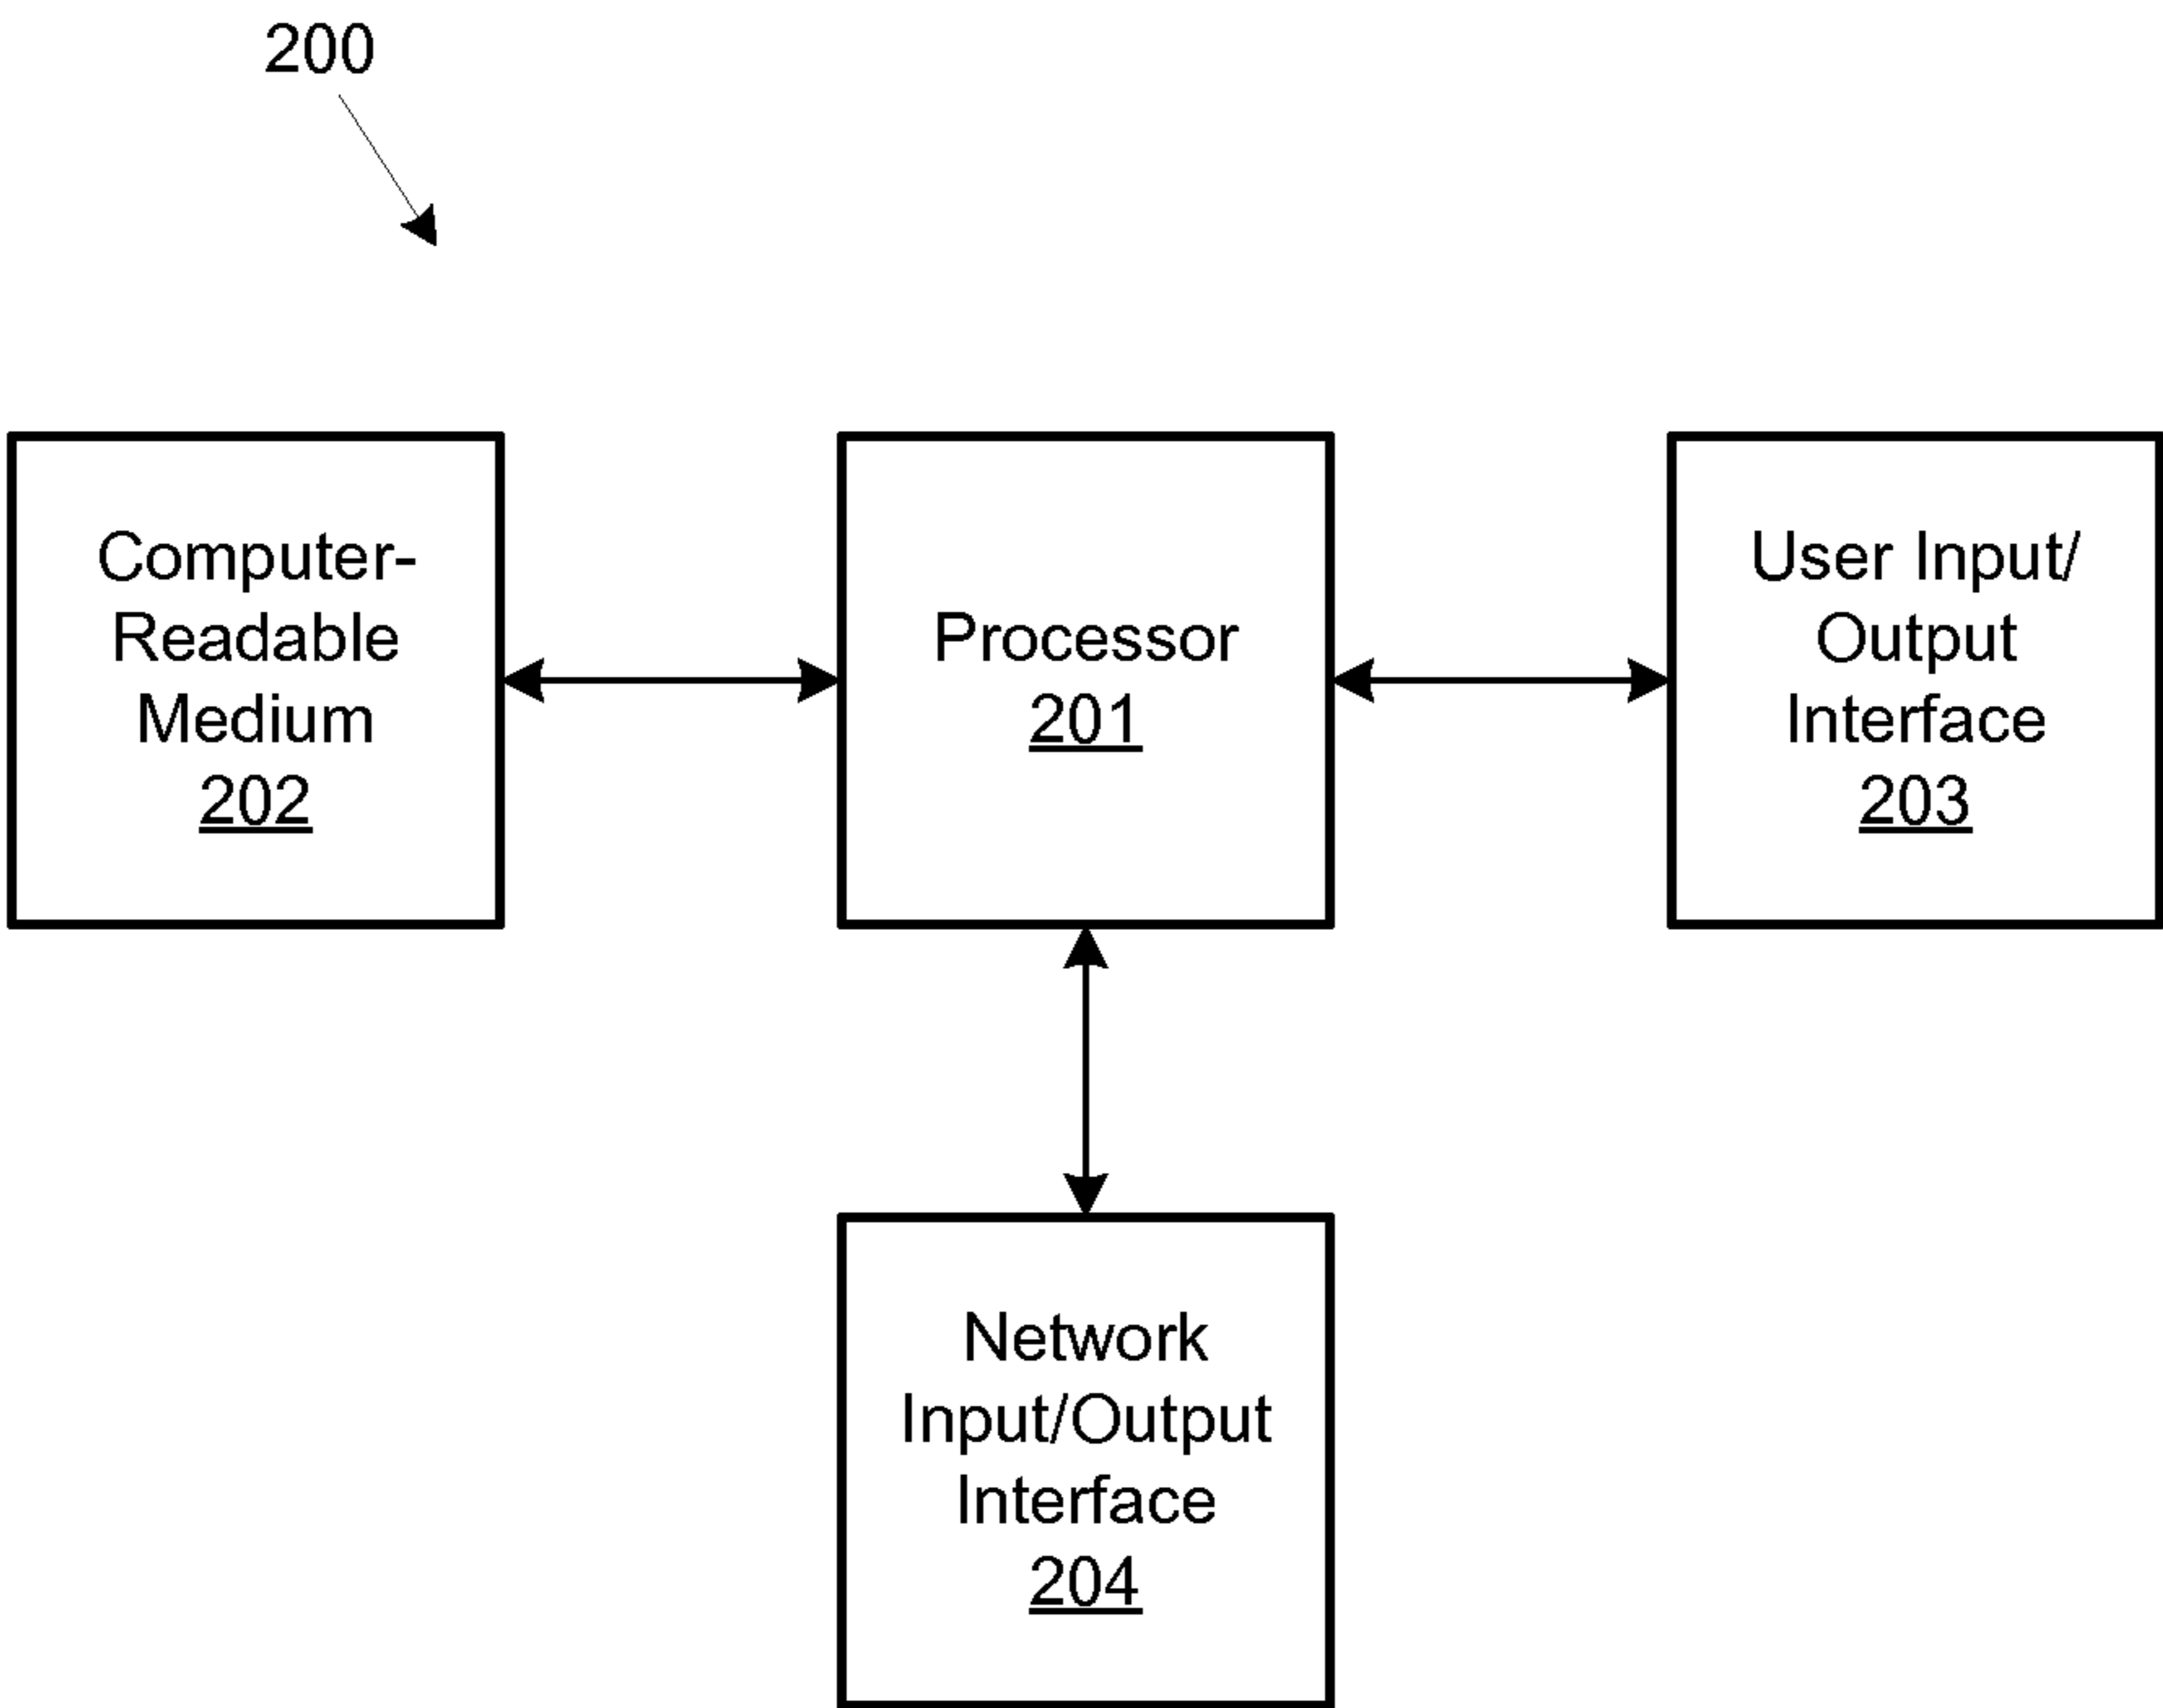 200
Computer-
Readable
Medium
202
Processor
201
User Input/
Output
Interface
203
Network
Input/Output
Interface
204